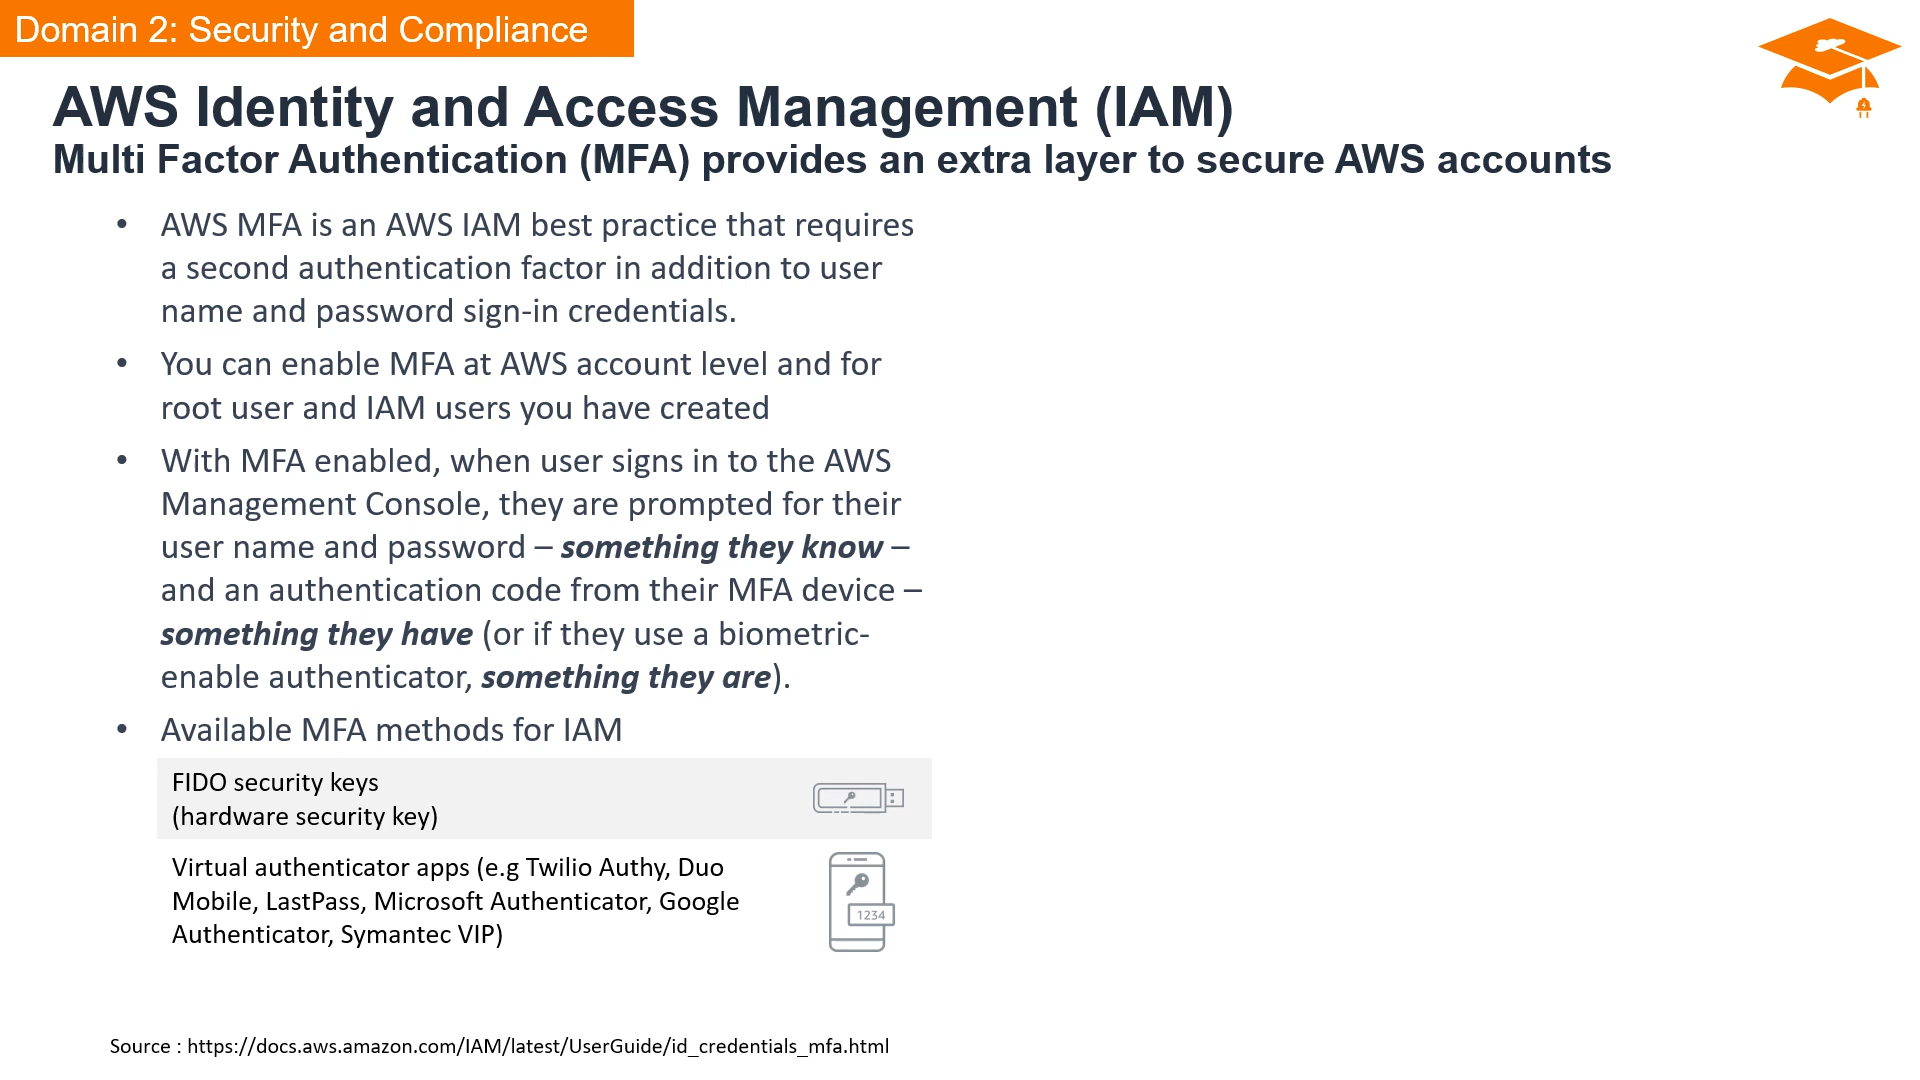 Domain 2: Security and Compliance
AWS Identity and Access Management (IAM)
Multi Factor Authentication (MFA) provides an extra layer to secure AWS accounts
• AWS MFA is an AWS IAM best practice that requires
a second authentication factor in addition to user
name and password sign-in credentials.
• You can enable MFA at AWS account level and for
root user and IAM users you have created
• With MFA enabled, when user signs in to the AWS
Management Console, they are prompted for their
user name and password – something they know –
and an authentication code from their MFA device –
something they have (or if they use a biometric-
enable authenticator, something they are).
• Available MFA methods for IAM
FIDO security keys
(hardware security key)
Virtual authenticator apps (e.g Twilio Authy, Duo
Mobile, LastPass, Microsoft Authenticator, Google
Authenticator, Symantec VIP)
1234
Source : https://docs.aws.amazon.com/IAM/latest/UserGuide/id_credentials_mfa.html